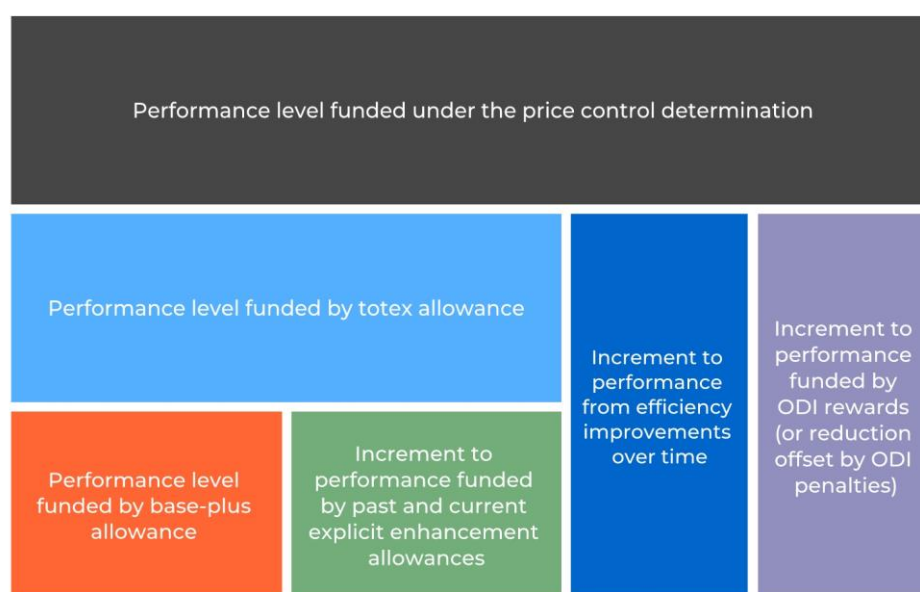 Performance level funded under the price control determination
Performance level funded by totex allowance
Performance level
funded by base-plus
allowance
Increment to
performance funded
by past and current
explicit enhancement
allowances
Increment to
performance
from efficiency
improvements
over time
Increment to
performance
funded by
ODI rewards
(or reduction
offset by ODI
penalties)